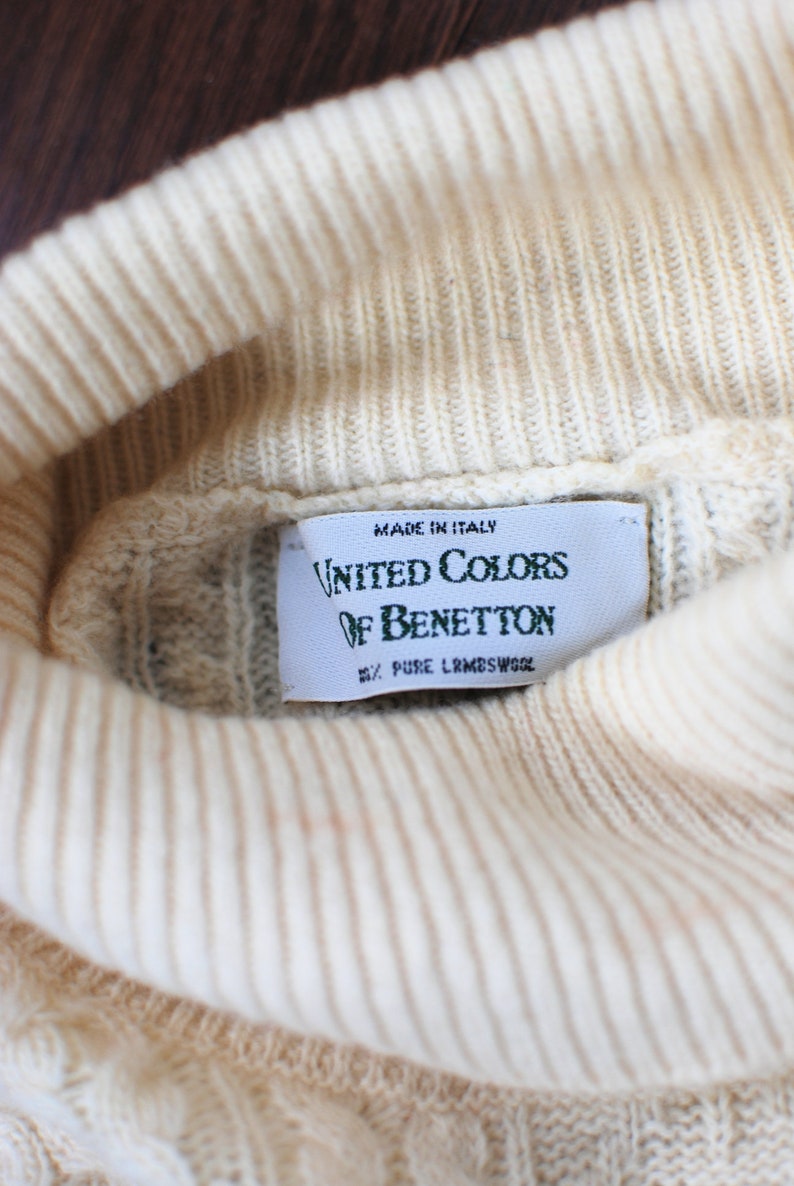 MADE IN ITALY
UNITED COLORS
OF BENETTON
PURE LAMBSWOOL